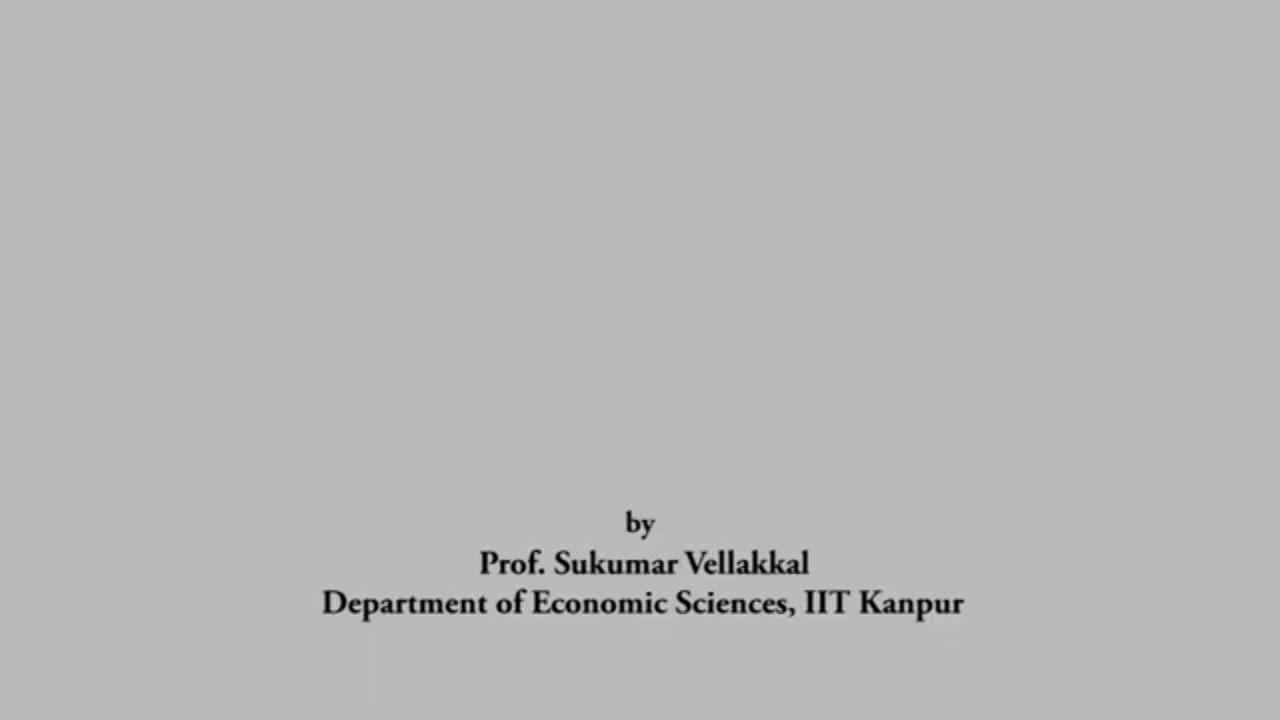 by
Prof. Sukumar Vellakkal
Department of Economic Sciences, IIT Kanpur